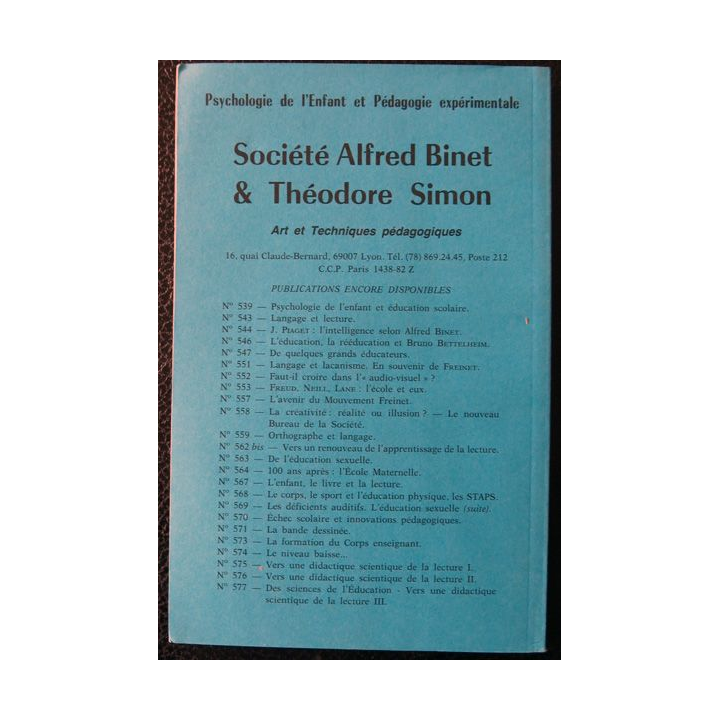 Psychologie de l'Enfant et Pédagogie expérimentale
Société Alfred Binet
& Théodore Simon
Art et Techniques pédagogiques
16, quai Claude-Bernard, 69007 Lyon. Tél. (78) 869.24.45, Poste 212
C.C.P. Paris 1438-82 Z
PUBLICATIONS ENCORE DISPONIBLES
N° 539 — Psychologie de l'enfant et éducation scolaire.
N° 543 — Langage et lecture.
N° 544 — J. PIAGET : l'intelligence selon Alfred BINET.
N° 546 — L'éducation, la rééducation et Bruno BETTELHEIM.
N° 547 — De quelques grands éducateurs.
N° 551 — Langage et lacanisme. En souvenir de FREINET.
N° 552 — Faut-il croire dans l'« audio-visuel » ?
N° 553 — FREUD, NEILL, LANE : l'école et eux.
N° 557 — L'avenir du Mouvement Freinet.
N° 558 — La créativité : réalité ou illusion ? — Le nouveau
Bureau de la Société.
N° 559 — Orthographe et langage.
N° 562 bis — Vers un renouveau de l'apprentissage de la lecture.
N° 563 — De l'éducation sexuelle.
N° 564 — 100 ans après : l'École Maternelle.
N° 567 — L'enfant, le livre et la lecture.
N° 568 — Le corps, le sport et l'éducation physique, les STAPS.
N° 569 — Les déficients auditifs. L'éducation sexuelle (suite).
N° 570 — Échec scolaire et innovations pédagogiques.
N° 571 — La bande dessinée.
N° 573 — La formation du Corps enseignant.
N° 574 — Le niveau baisse...
N° 575 — Vers une didactique scientifique de la lecture I.
N° 576 — Vers une didactique scientifique de la lecture II.
N° 577 — Des sciences de l'Éducation - Vers une didactique
scientifique de la lecture III.